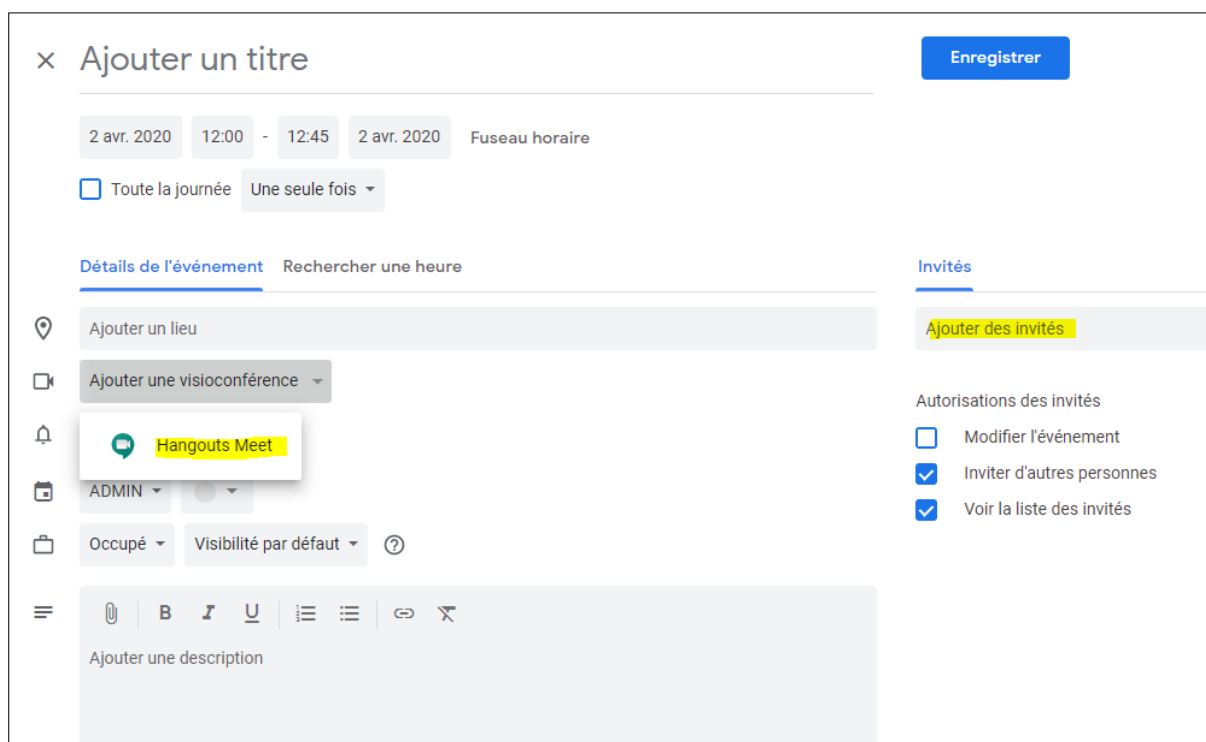 Ajouter un titre
Enregistrer
2 avr. 2020 12:00 - 12:45 2 avr. 2020 Fuseau horaire
Toute la journée Une seule fois
Détails de l'événement Rechercher une heure
Invités
Ajouter un lieu
Ajouter des invités
Ajouter une visioconférence
Autorisations des invités
Hangouts Meet
Modifier l'événement
Inviter d'autres personnes
ADMIN
Voir la liste des invités
Occupé Visibilité par défaut
B I U
Ajouter une description